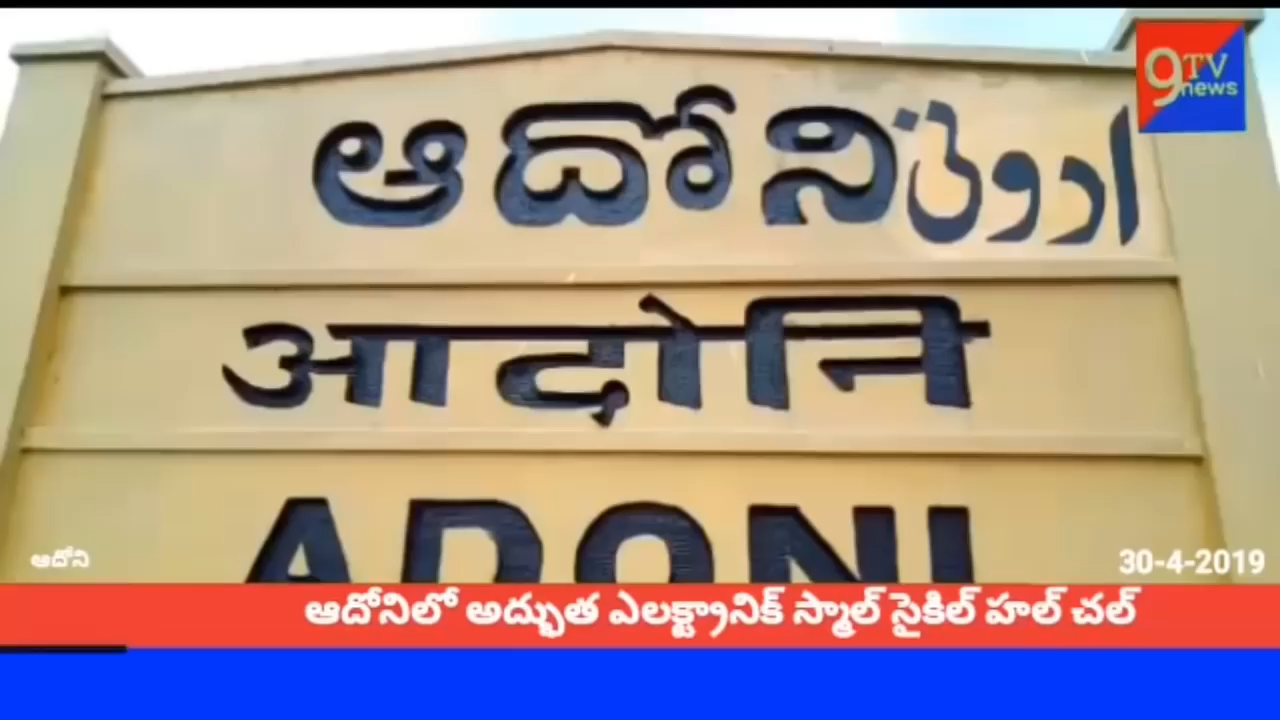 9TV
news
ఆదోని ادونی
आदोनि
ADONI
ఆదోని
30-4-2019
ఆదోనిలో అద్భుత ఎలక్ట్రానిక్ స్మాల్ సైకిల్ హల్ చల్